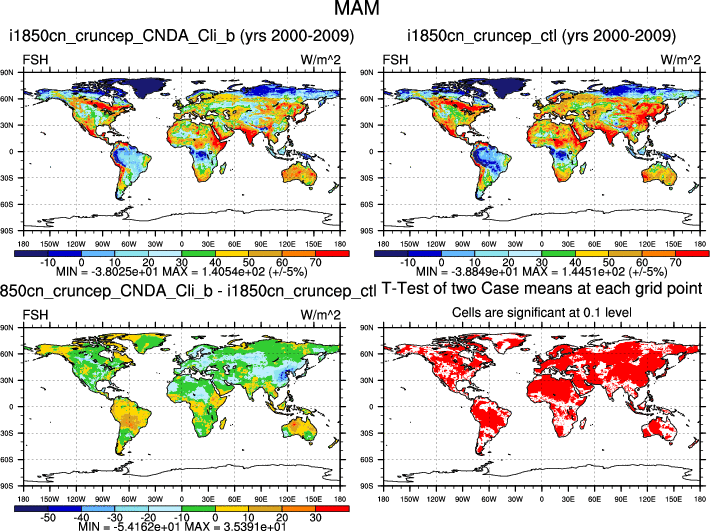 MAM
i1850cn_cruncep_CNDA_Cli_b (yrs 2000-2009)
FSH W/m^2
90N
60N
30N
0
30S
60S
90S
180 150W 120W 90W 60W 30W 0 30E 60E 90E 120E 150E 180
-10 0 10 20 30 40 50 60 70
MIN = -3.8025e+01 MAX = 1.4054e+02 (+/-5%)
i1850cn_cruncep_ctl (yrs 2000-2009)
FSH W/m^2
90N
60N
30N
0
30S
60S
90S
180 150W 120W 90W 60W 30W 0 30E 60E 90E 120E 150E 180
-10 0 10 20 30 40 50 60 70
MIN = -3.8849e+01 MAX = 1.4451e+02 (+/-5%)
850cn_cruncep_CNDA_Cli_b - i1850cn_cruncep_ctl
FSH W/m^2
90N
60N
30N
0
30S
60S
90S
180 150W 120W 90W 60W 30W 0 30E 60E 90E 120E 150E 180
-50 -40 -30 -20 -10 0 10 20 30
MIN = -5.4162e+01 MAX = 3.5391e+01
T-Test of two Case means at each grid point
Cells are significant at 0.1 level
90N
60N
30N
0
30S
60S
90S
180 150W 120W 90W 60W 30W 0 30E 60E 90E 120E 150E 180